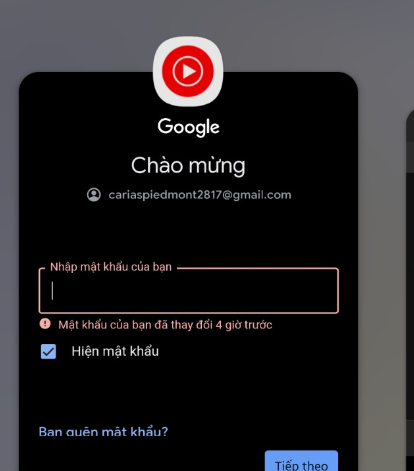 Google
Chào mừng
cariaspiedmont2817@gmail.com
Nhập mật khẩu của bạn
Mật khẩu của bạn đã thay đổi 4 giờ trước
Hiện mật khẩu
Bạn quên mật khẩu?
Tiếp theo